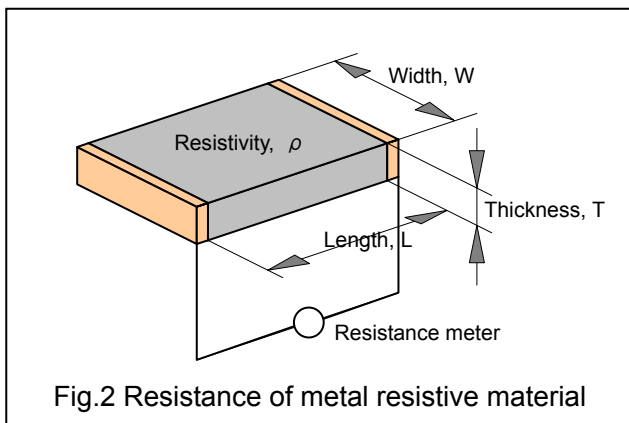 Width, W
Resistivity, ρ
Thickness, T
Length, L
Resistance meter
Fig.2 Resistance of metal resistive material